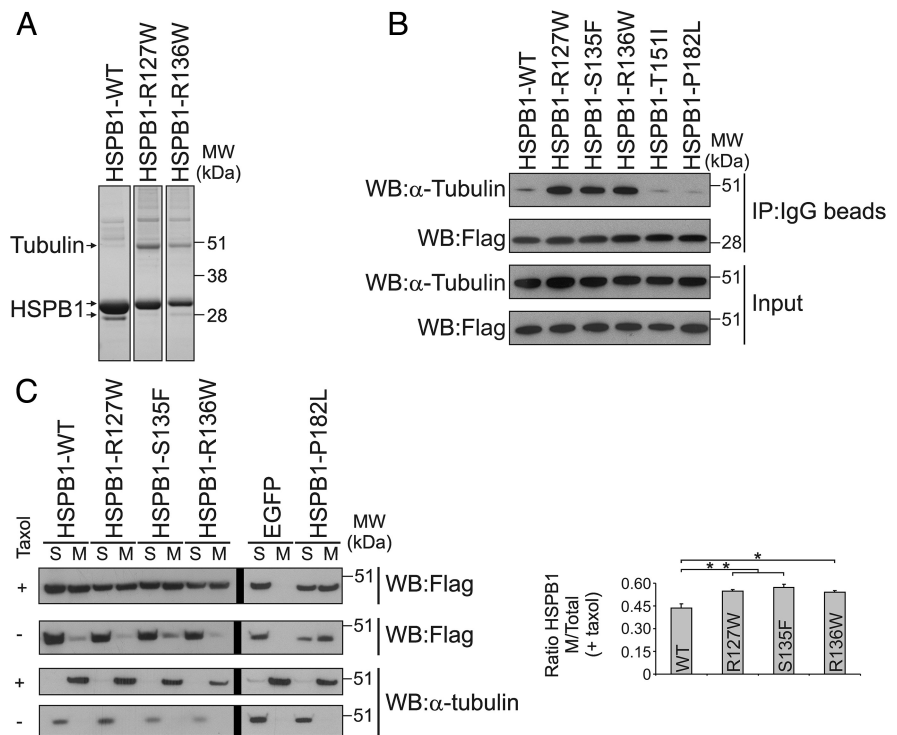 A
HSPB1-WT
HSPB1-R127W
HSPB1-R136W
MW
(kDa)
Tubulin
51
38
HSPB1
28
B
HSPB1-WT
HSPB1-R127W
HSPB1-S135F
HSPB1-R136W
HSPB1-T151I
HSPB1-P182L
MW
(kDa)
WB:α-Tubulin
51
IP:IgG beads
WB:Flag
28
WB:α-Tubulin
51
Input
WB:Flag
51
C
Taxol
HSPB1-WT
HSPB1-R127W
HSPB1-S135F
HSPB1-R136W
EGFP
HSPB1-P182L
MW
(kDa)
S M S M S M S M S M S M
+ 51 WB:Flag
- 51 WB:Flag
+ 51
WB:α-tubulin
- 51
Ratio HSPB1
M/Total
(+ taxol)
*
* *
0.60
0.45
0.30
0.15
0
WT
R127W
S135F
R136W